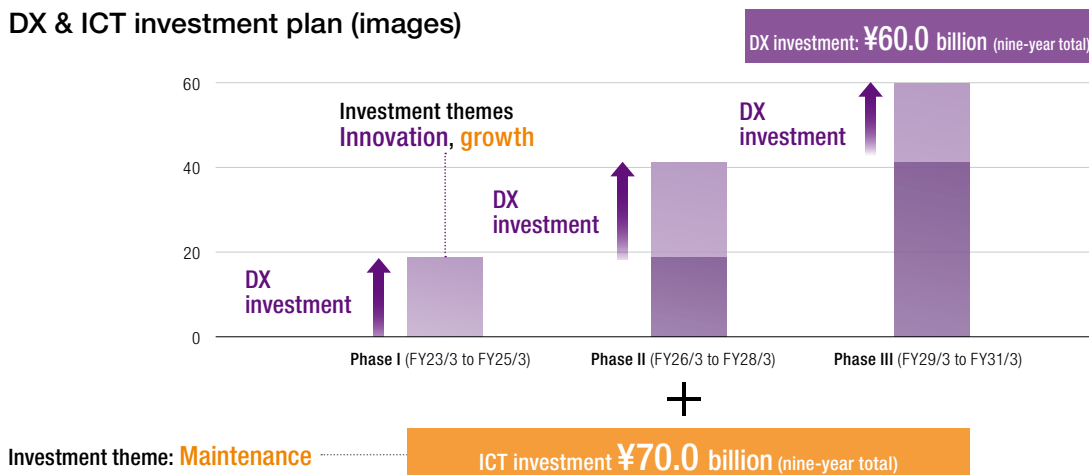 DX & ICT investment plan (images)
DX investment: ¥60.0 billion (nine-year total)
60
40
20
0
Investment themes
Innovation, growth
DX
investment
DX
investment
DX
investment
Phase I (FY23/3 to FY25/3)
Phase II (FY26/3 to FY28/3)
Phase III (FY29/3 to FY31/3)
+
Investment theme: Maintenance
ICT investment ¥70.0 billion (nine-year total)